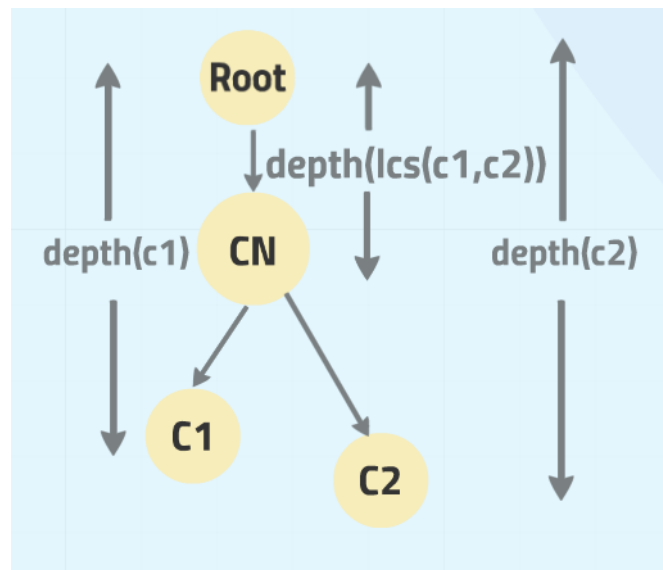 Root
depth(lcs(c1,c2))
depth(c1)
CN
depth(c2)
C1
C2